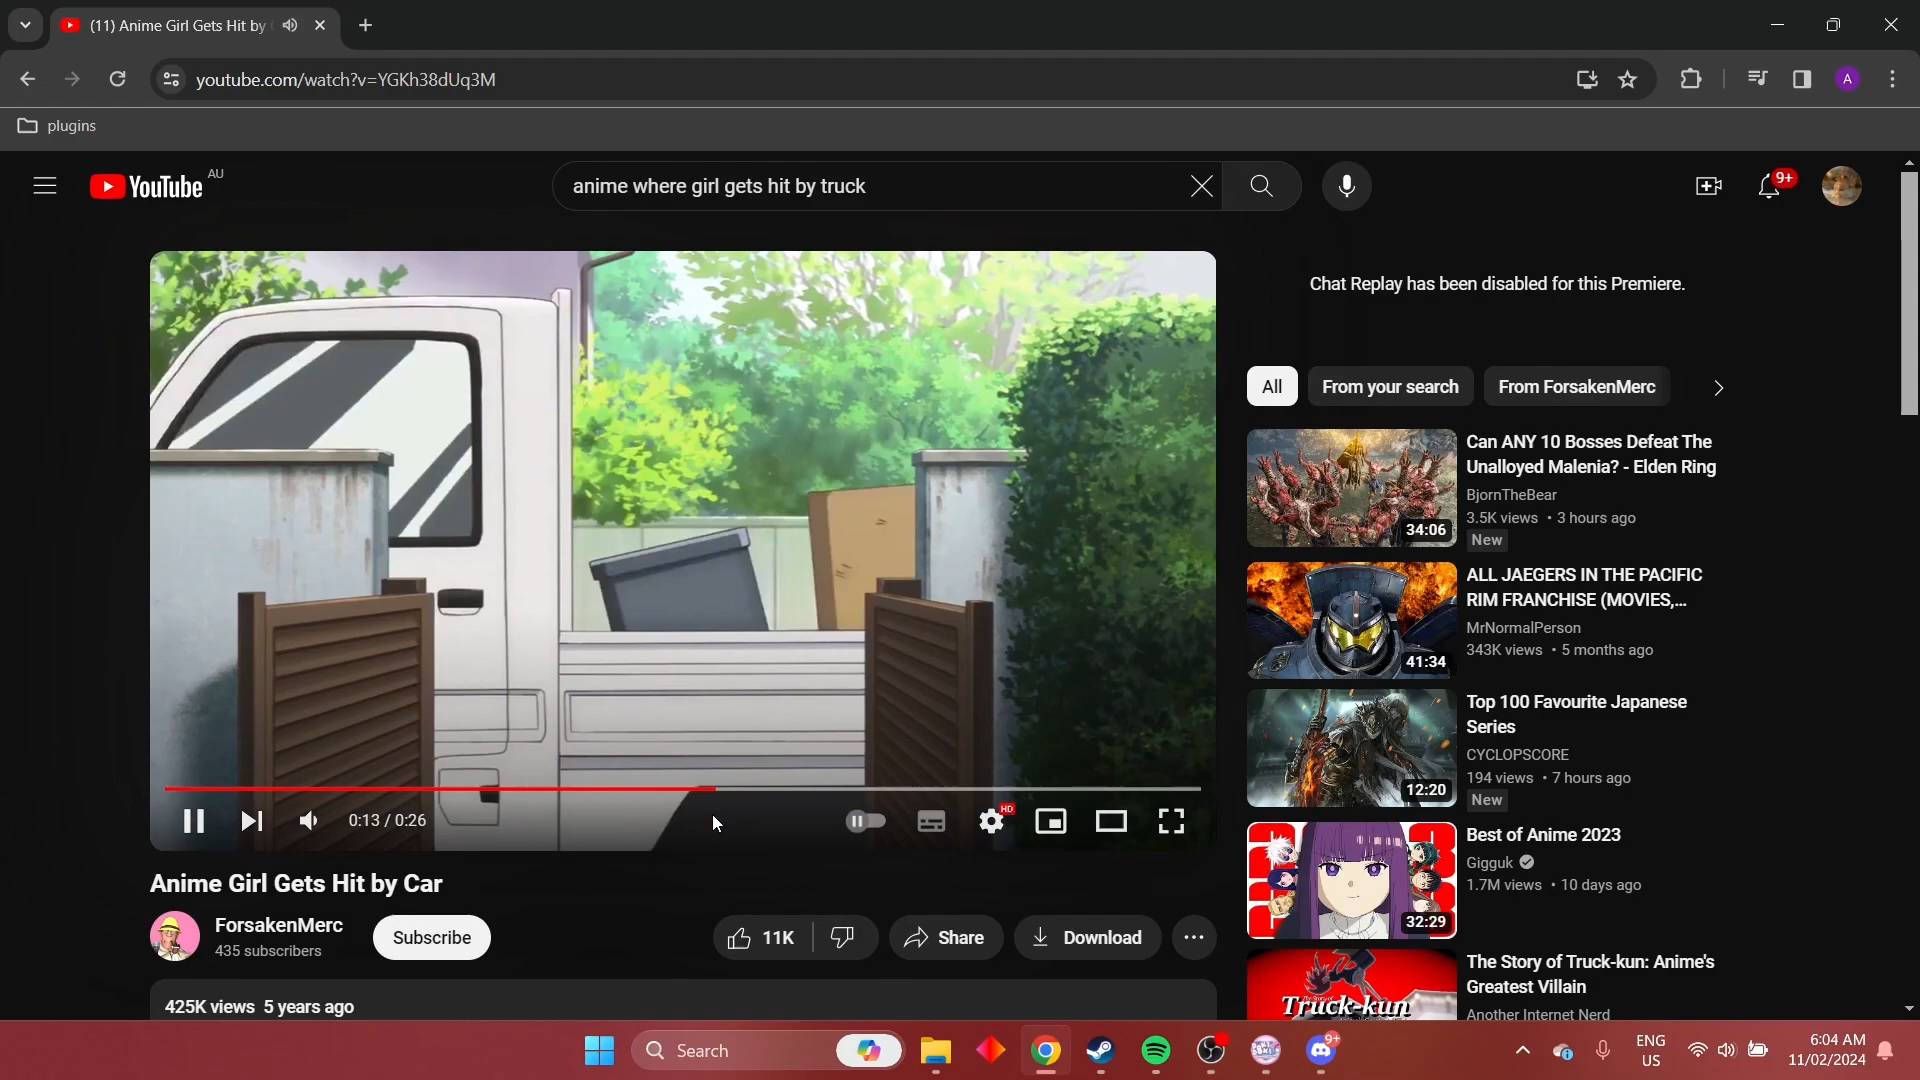 (11) Anime Girl Gets Hit by
youtube.com/watch?v=YGKh38dUq3M
A
plugins
YouTube AU
anime where girl gets hit by truck
9+
Chat Replay has been disabled for this Premiere.
All
From your search
From ForsakenMerc
Can ANY 10 Bosses Defeat The
Unalloyed Malenia? - Elden Ring
BjornTheBear
3.5K views • 3 hours ago
New
34:06
ALL JAEGERS IN THE PACIFIC
RIM FRANCHISE (MOVIES,...
MrNormalPerson
343K views • 5 months ago
41:34
Top 100 Favourite Japanese
Series
CYCLOPSCORE
194 views • 7 hours ago
New
12:20
Best of Anime 2023
Gigguk
1.7M views • 10 days ago
32:29
The Story of Truck-kun: Anime's
Greatest Villain
Another Internet Nerd
The Story of
Truck-kun
0:13 / 0:26
HD
Anime Girl Gets Hit by Car
ForsakenMerc
435 subscribers
Subscribe
11K
Share
Download
425K views 5 years ago
Search
9+
ENG
US
6:04 AM
11/02/2024